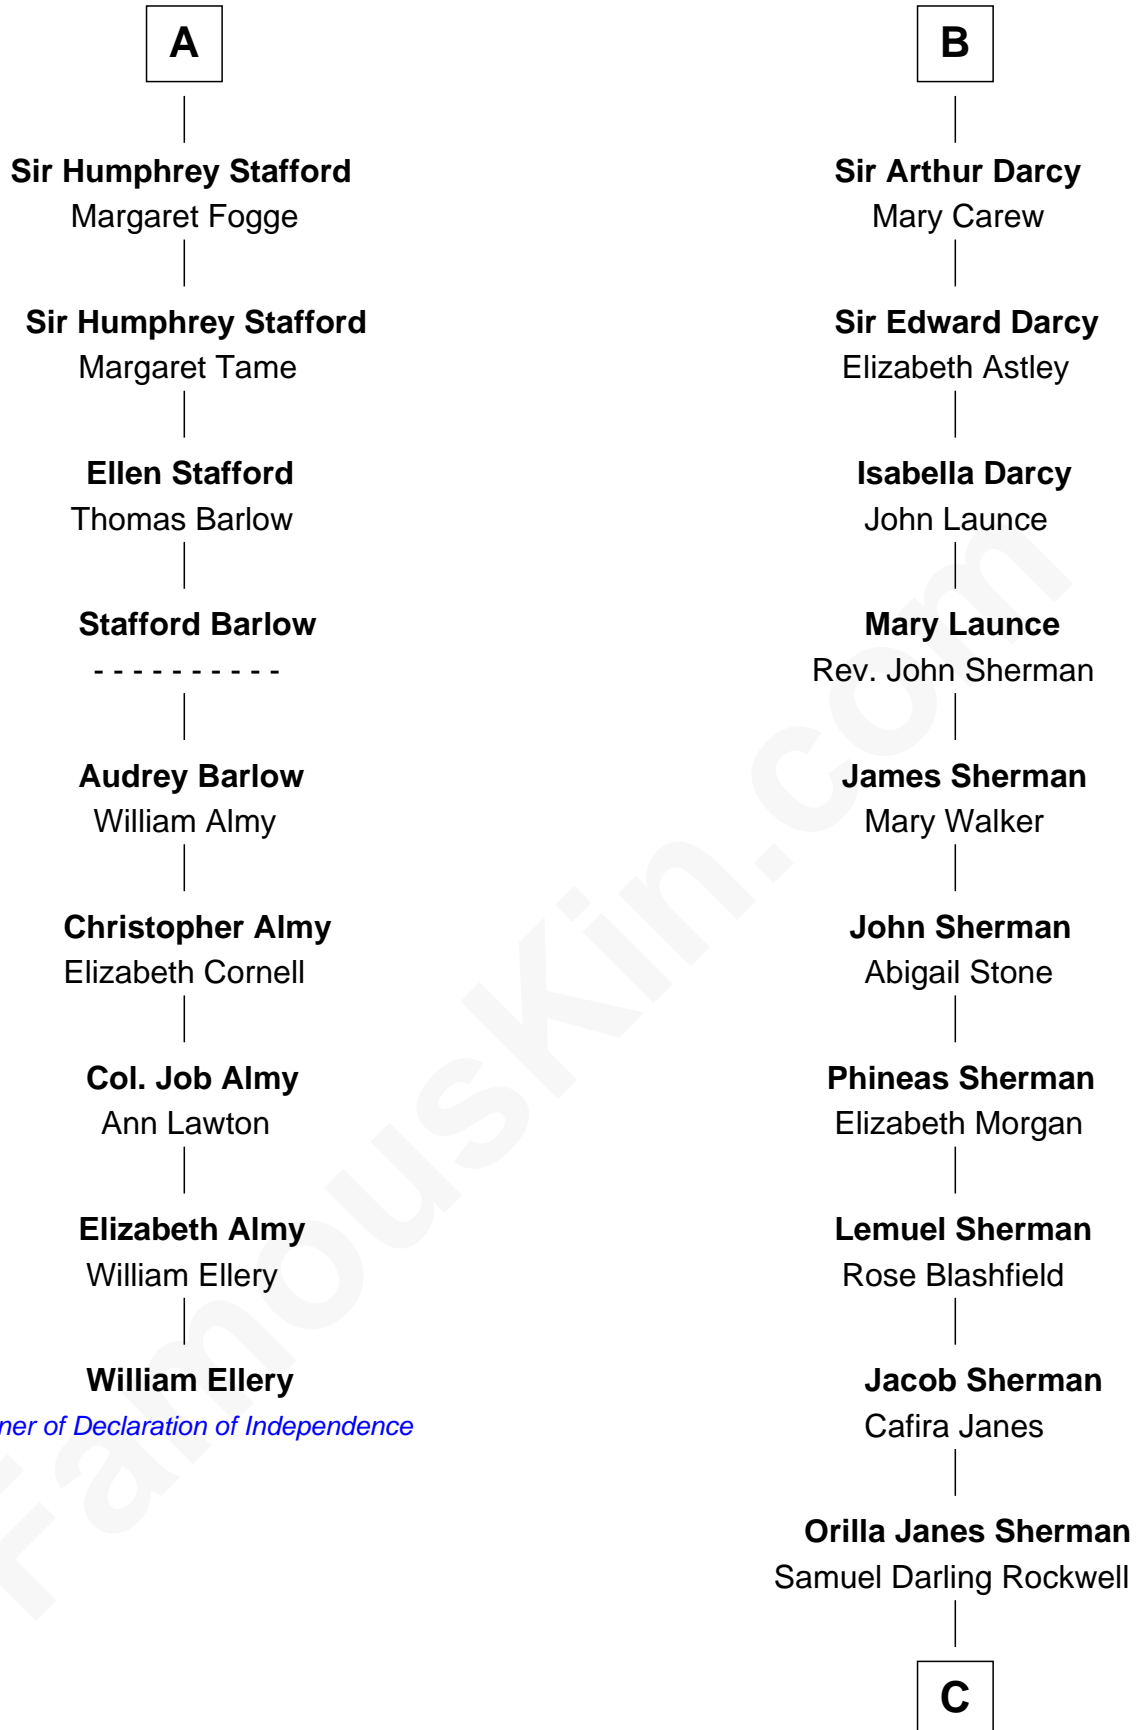 A
Sir Humphrey Stafford
Margaret Fogge
Sir Humphrey Stafford
Margaret Tame
Ellen Stafford
Thomas Barlow
Stafford Barlow
- - - - - - - - - -
Audrey Barlow
William Almy
Christopher Almy
Elizabeth Cornell
Col. Job Almy
Ann Lawton
Elizabeth Almy
William Ellery
William Ellery
ner of Declaration of Independence
B
Sir Arthur Darcy
Mary Carew
Sir Edward Darcy
Elizabeth Astley
Isabella Darcy
John Launce
Mary Launce
Rev. John Sherman
James Sherman
Mary Walker
John Sherman
Abigail Stone
Phineas Sherman
Elizabeth Morgan
Lemuel Sherman
Rose Blashfield
Jacob Sherman
Cafira Janes
Orilla Janes Sherman
Samuel Darling Rockwell
C
FamousKin.com